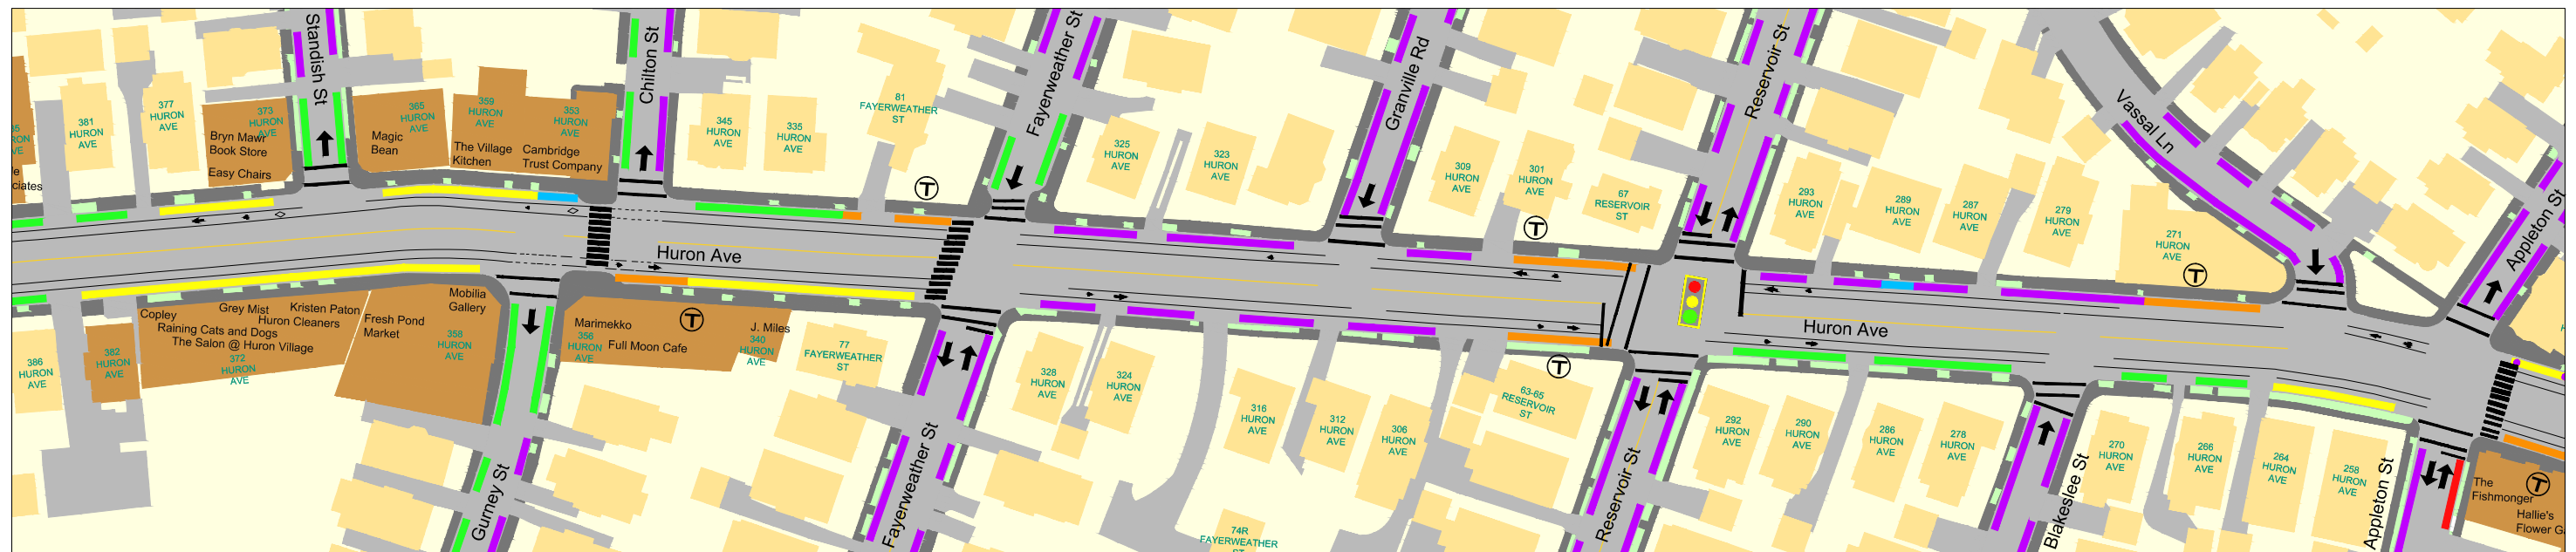 Standish St
Chilton St
Fayerweather St
Granville Rd
Reservoir St
Vassal Ln
Appleton St
381
HURON
AVE
377
HURON
AVE
373
HURON
AVE
Bryn Mawr
Book Store
Easy Chairs
365
HURON
AVE
Magic
Bean
359
HURON
AVE
353
HURON
AVE
The Village
Kitchen
Cambridge
Trust Company
345
HURON
AVE
335
HURON
AVE
81
FAYERWEATHER
ST
325
HURON
AVE
323
HURON
AVE
309
HURON
AVE
301
HURON
AVE
67
RESERVOIR
ST
293
HURON
AVE
289
HURON
AVE
287
HURON
AVE
279
HURON
AVE
271
HURON
AVE
ciates
T
T
T
Huron Ave
Huron Ave
386
HURON
AVE
382
HURON
AVE
Copley
Grey Mist
Kristen Paton
Huron Cleaners
Raining Cats and Dogs
The Salon @ Huron Village
372
HURON
AVE
Fresh Pond
Market
Mobilia
Gallery
358
HURON
AVE
Marimekko
356
HURON
AVE
Full Moon Cafe
T
J. Miles
340
HURON
AVE
77
FAYERWEATHER
ST
328
HURON
AVE
324
HURON
AVE
316
HURON
AVE
312
HURON
AVE
306
HURON
AVE
T
63-65
RESERVOIR
ST
292
HURON
AVE
290
HURON
AVE
286
HURON
AVE
278
HURON
AVE
270
HURON
AVE
266
HURON
AVE
264
HURON
AVE
258
HURON
AVE
T
The
Fishmonger
Hallie's
Flower G
74R
FAYERWEATHER
Gurney St
Fayerweather St
Reservoir St
Blakeslee St
Appleton St